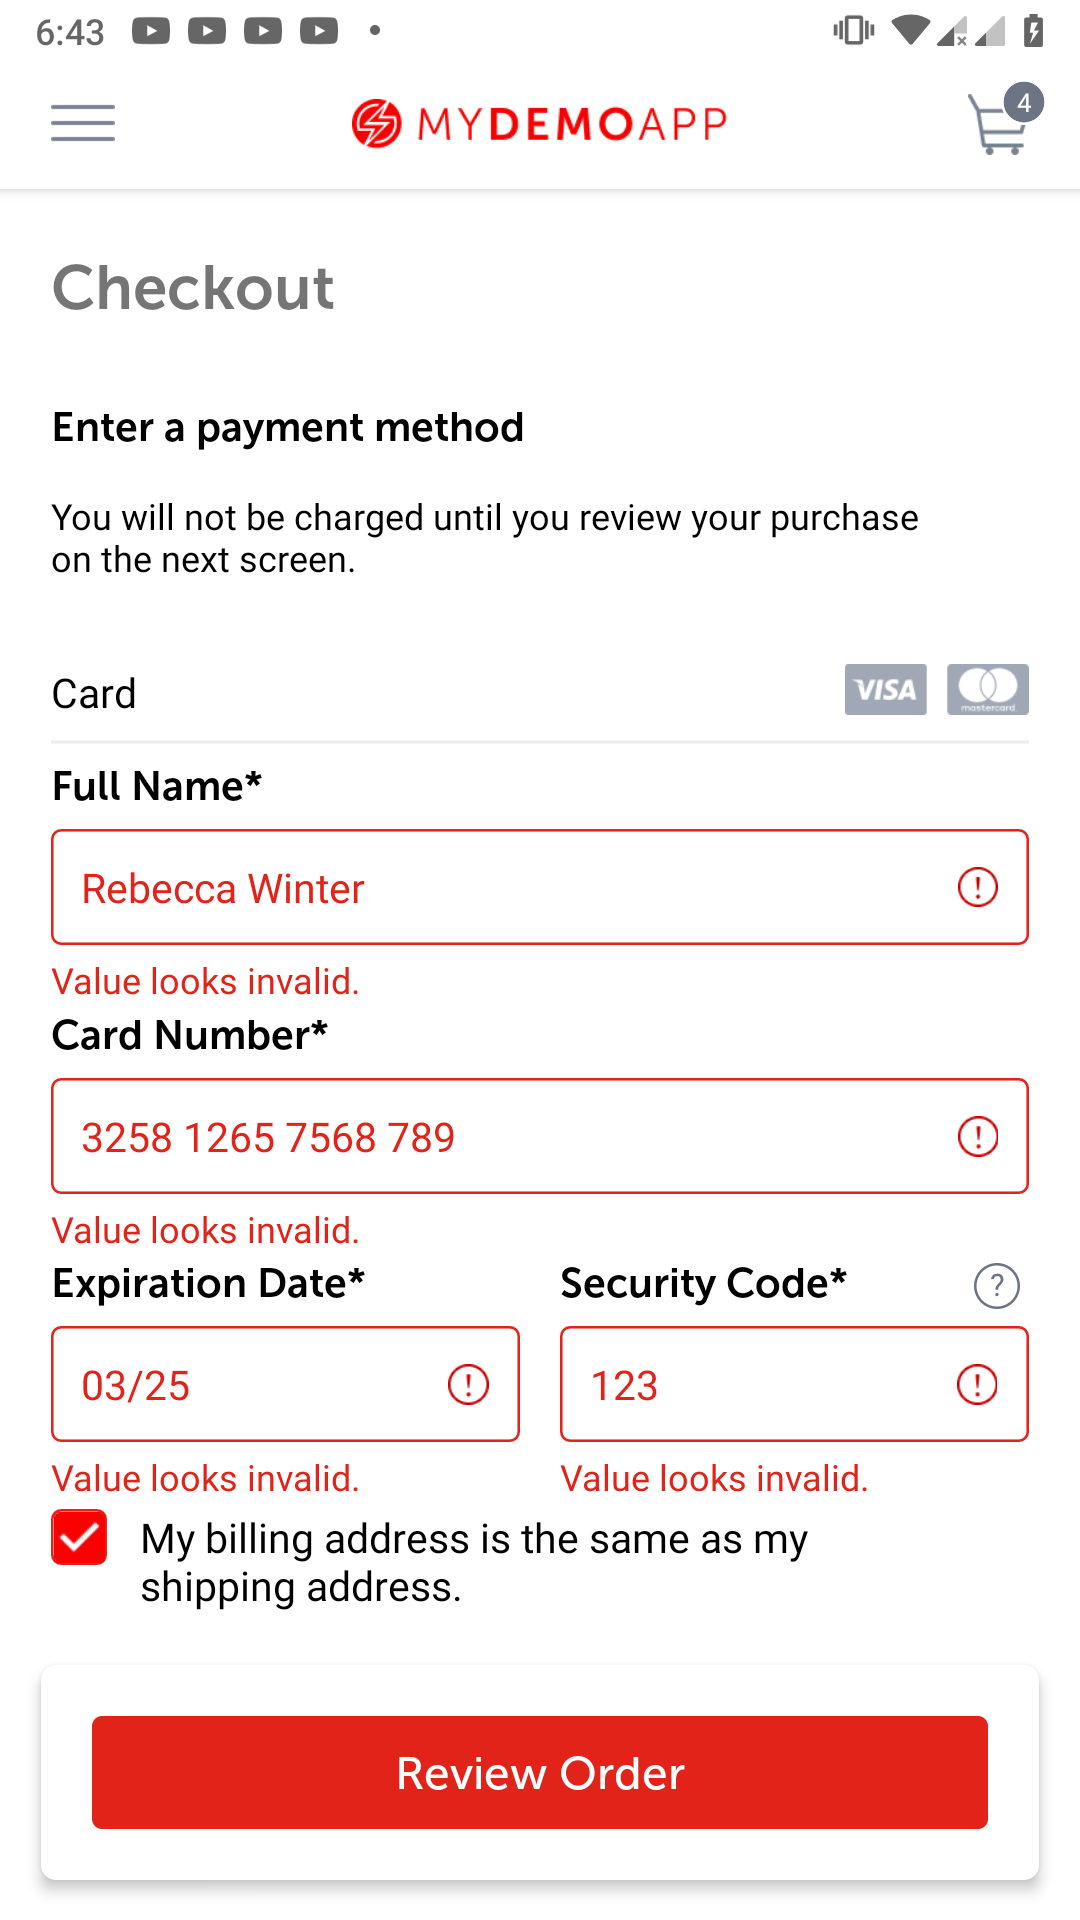 6:43
4
MYDEMOAPP
Checkout
Enter a payment method
You will not be charged until you review your purchase
on the next screen.
Card
VISA
mastercard.
Full Name*
Rebecca Winter
Value looks invalid.
Card Number*
3258 1265 7568 789
Value looks invalid.
Expiration Date*
Security Code*
?
03/25
123
Value looks invalid.
Value looks invalid.
My billing address is the same as my
shipping address.
Review Order